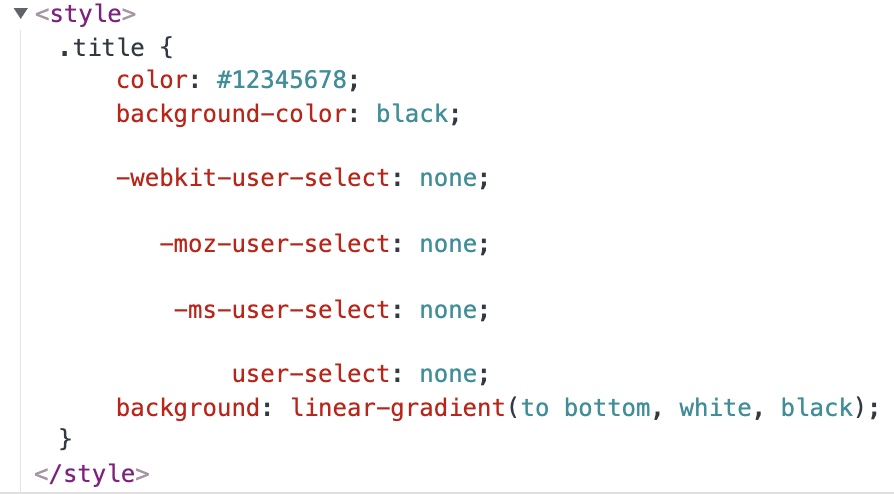 <style>
.title {
color: #12345678;
background-color: black;
-webkit-user-select: none;
-moz-user-select: none;
-ms-user-select: none;
user-select: none;
background: linear-gradient(to bottom, white, black);
}
</style>